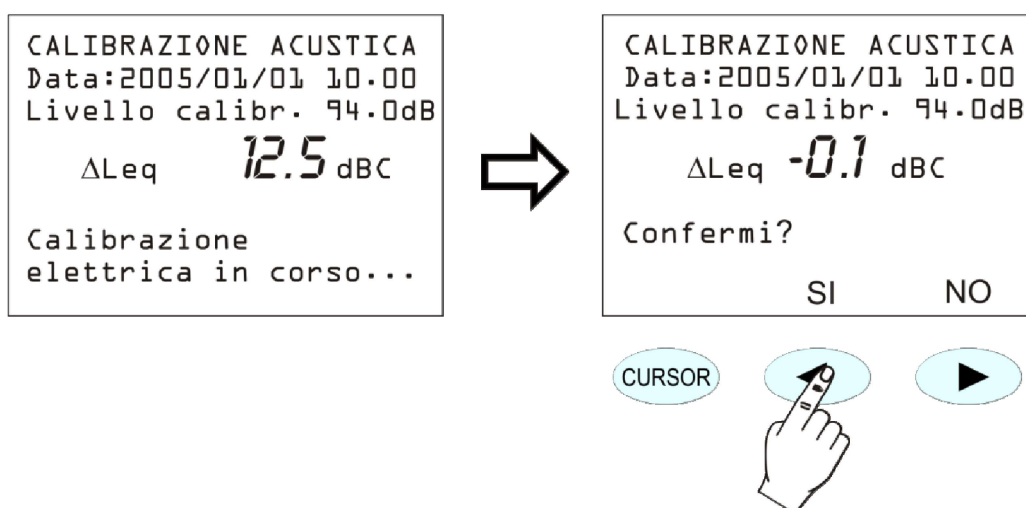 CALIBRAZIONE ACUSTICA
Data:2005/01/01 10.00
Livello calibr. 94.0dB
ΔLeq 12.5 dBC
Calibrazione
elettrica in corso...
CALIBRAZIONE ACUSTICA
Data:2005/01/01 10.00
Livello calibr. 94.0dB
ΔLeq -0.1 dBC
Confermi?
SI NO
CURSOR